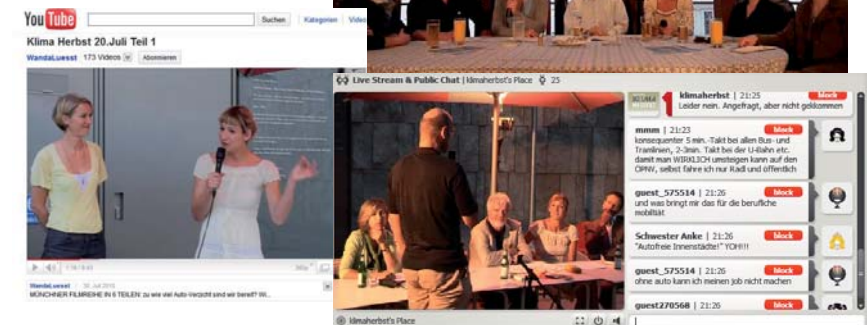 You Tube
Suchen
Kategorien
Klima Herbst 20.Juli Teil 1
WandaLuesst 173 Videos Abonnieren
WandaLuesst
MÜNCHNER FILMREIHE IN 6 TEILEN: zu wie viel Auto-Verzicht sind wir bereit? Wi...
Live Stream & Public Chat | klimaherbst's Place 25
klimaherbst | 21:25
block
Leider nein. Angefragt, aber nicht gekkommen
mmm | 21:23
block
konsequenter 5 min.-Takt bei allen Bus- und
Tramlinien, 2-3min. Takt bei der U-Bahn etc.
damit man WIRKLICH umsteigen kann auf den
ÖPNV, selbst fahre ich nur Radl und öffentlich
guest_575514 | 21:26
block
und was bringt mir das für die berufliche
mobilität
Schwester Anke | 21:26
block
"Autofreie Innenstädte!" YOH!!!
guest_575514 | 21:26
block
ohne auto kann ich meinen job nicht machen
guest270568 | 21:26
block
klimaherbst's Place